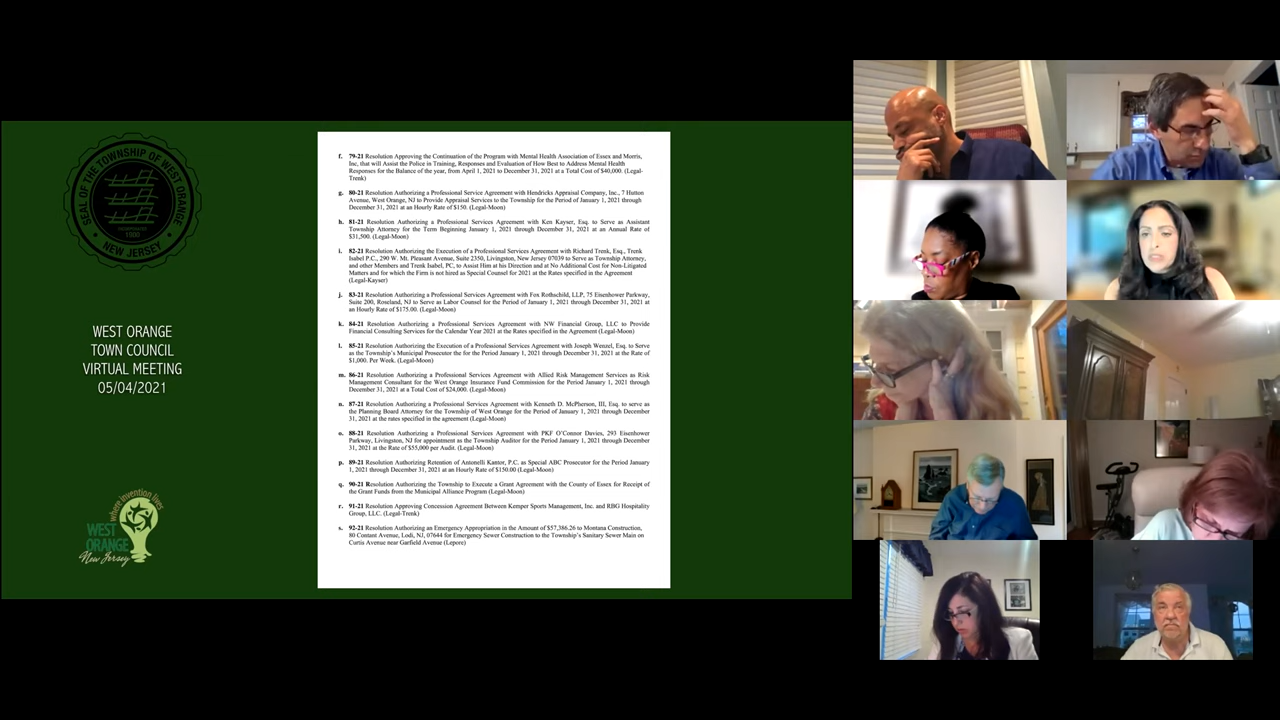 SEAL OF TOWNSHIP OF WEST ORANGE
INCORPORATED
1900
NEW JERSEY
WEST ORANGE
TOWN COUNCIL
VIRTUAL MEETING
05/04/2021
where invention lives
WEST
ORANGE
New Jersey
f. 79-21 Resolution Approving the Continuation of the Program with Mental Health Association of Essex and Morris,
Inc, that will Assist the Police in Training, Responses and Evaluation of How Best to Address Mental Health
Responses for the Balance of the year, from April 1, 2021 to December 31, 2021 at a Total Cost of $40,000. (Legal-
Trenk)
g. 80-21 Resolution Authorizing a Professional Service Agreement with Hendricks Appraisal Company, Inc., 7 Hutton
Avenue, West Orange, NJ to Provide Appraisal Services to the Township for the Period of January 1, 2021 through
December 31, 2021 at an Hourly Rate of $150. (Legal-Moon)
h. 81-21 Resolution Authorizing a Professional Services Agreement with Ken Kayser, Esq. to Serve as Assistant
Township Attorney for the Term Beginning January 1, 2021 through December 31, 2021 at an Annual Rate of
$31,500. (Legal-Moon)
i. 82-21 Resolution Authorizing the Execution of a Professional Services Agreement with Richard Trenk, Esq., Trenk
Isabel P.C., 290 W. Mt. Pleasant Avenue, Suite 2350, Livingston, New Jersey 07039 to Serve as Township Attorney,
and other Members and Trenk Isabel, PC, to Assist Him at his Direction and at No Additional Cost for Non-Litigated
Matters and for which the Firm is not hired as Special Counsel for 2021 at the Rates specified in the Agreement
(Legal-Kayser)
j. 83-21 Resolution Authorizing a Professional Services Agreement with Fox Rothschild, LLP, 75 Eisenhower Parkway,
Suite 200, Roseland, NJ to Serve as Labor Counsel for the Period of January 1, 2021 through December 31, 2021 at
an Hourly Rate of $175.00. (Legal-Moon)
k. 84-21 Resolution Authorizing a Professional Services Agreement with NW Financial Group, LLC to Provide
Financial Consulting Services for the Calendar Year 2021 at the Rates specified in the Agreement (Legal-Moon)
l. 85-21 Resolution Authorizing the Execution of a Professional Services Agreement with Joseph Wenzel, Esq. to Serve
as the Township's Municipal Prosecutor the for the Period January 1, 2021 through December 31, 2021 at the Rate of
$1,000. Per Week. (Legal-Moon)
m. 86-21 Resolution Authorizing a Professional Services Agreement with Allied Risk Management Services as Risk
Management Consultant for the West Orange Insurance Fund Commission for the Period January 1, 2021 through
December 31, 2021 at a Total Cost of $24,000. (Legal-Moon)
n. 87-21 Resolution Authorizing a Professional Services Agreement with Kenneth D. McPherson, III, Esq. to serve as
the Planning Board Attorney for the Township of West Orange for the Period of January 1, 2021 through December
31, 2021 at the rates specified in the agreement (Legal-Moon)
o. 88-21 Resolution Authorizing a Professional Services Agreement with PKF O'Connor Davies, 293 Eisenhower
Parkway, Livingston, NJ for appointment as the Township Auditor for the Period January 1, 2021 through December
31, 2021 at the Rate of $55,000 per Audit. (Legal-Moon)
p. 89-21 Resolution Authorizing Retention of Antonelli Kantor, P.C. as Special ABC Prosecutor for the Period January
1, 2021 through December 31, 2021 at an Hourly Rate of $150.00 (Legal-Moon)
q. 90-21 Resolution Authorizing the Township to Execute a Grant Agreement with the County of Essex for Receipt of
the Grant Funds from the Municipal Alliance Program (Legal-Moon)
r. 91-21 Resolution Approving Concession Agreement Between Kemper Sports Management, Inc. and RBG Hospitality
Group, LLC. (Legal-Trenk)
s. 92-21 Resolution Authorizing an Emergency Appropriation in the Amount of $57,386.26 to Montana Construction,
80 Contant Avenue, Lodi, NJ, 07644 for Emergency Sewer Construction to the Township's Sanitary Sewer Main on
Curtis Avenue near Garfield Avenue (Lepore)